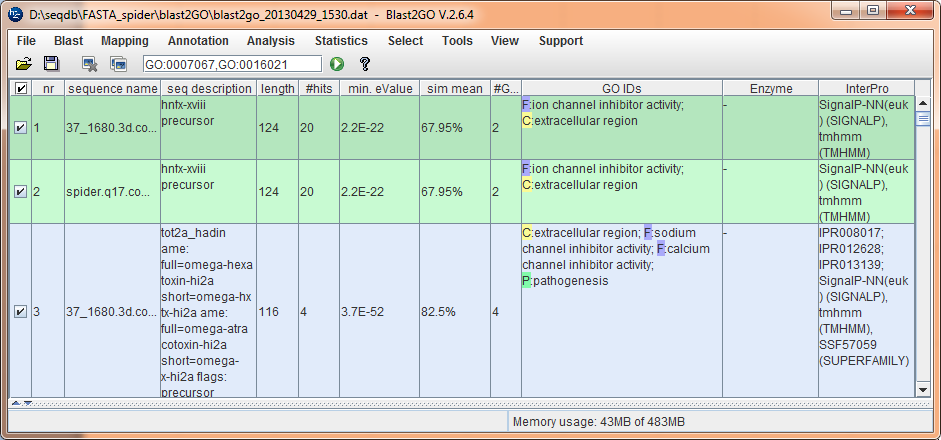 D:\seqdb\FASTA_spider\blast2GO\blast2go_20130429_1530.dat - Blast2GO V.2.6.4
File Blast Mapping Annotation Analysis Statistics Select Tools View Support
GO:0007067,GO:0016021
nr sequence name seq description length #hits min. eValue sim mean #G... GO IDs Enzyme InterPro
1 37_1680.3d.co...
hnfx-xviii
precursor
124 20 2.2E-22 67.95% 2
F:ion channel inhibitor activity;
C:extracellular region
-
SignalP-NN(euk
) (SIGNALP),
tmhmm
(TMHMM)
2 spider.q17.co...
hnfx-xviii
precursor
124 20 2.2E-22 67.95% 2
F:ion channel inhibitor activity;
C:extracellular region
-
SignalP-NN(euk
) (SIGNALP),
tmhmm
(TMHMM)
3 37_1680.3d.co...
tot2a_hadin
ame:
full=omega-hexa
toxin-hi2a
short=omega-hx
tx-hi2a ame:
full=omega-atra
cotoxin-hi2a
short=omega-
x-hi2a flags:
precursor
116 4 3.7E-52 82.5% 4
C:extracellular region; F:sodium
channel inhibitor activity; F:calcium
channel inhibitor activity;
P:pathogenesis
-
IPR008017;
IPR012628;
IPR013139;
SignalP-NN(euk
) (SIGNALP),
tmhmm
(TMHMM),
SSF57059
(SUPERFAMILY)
Memory usage: 43MB of 483MB